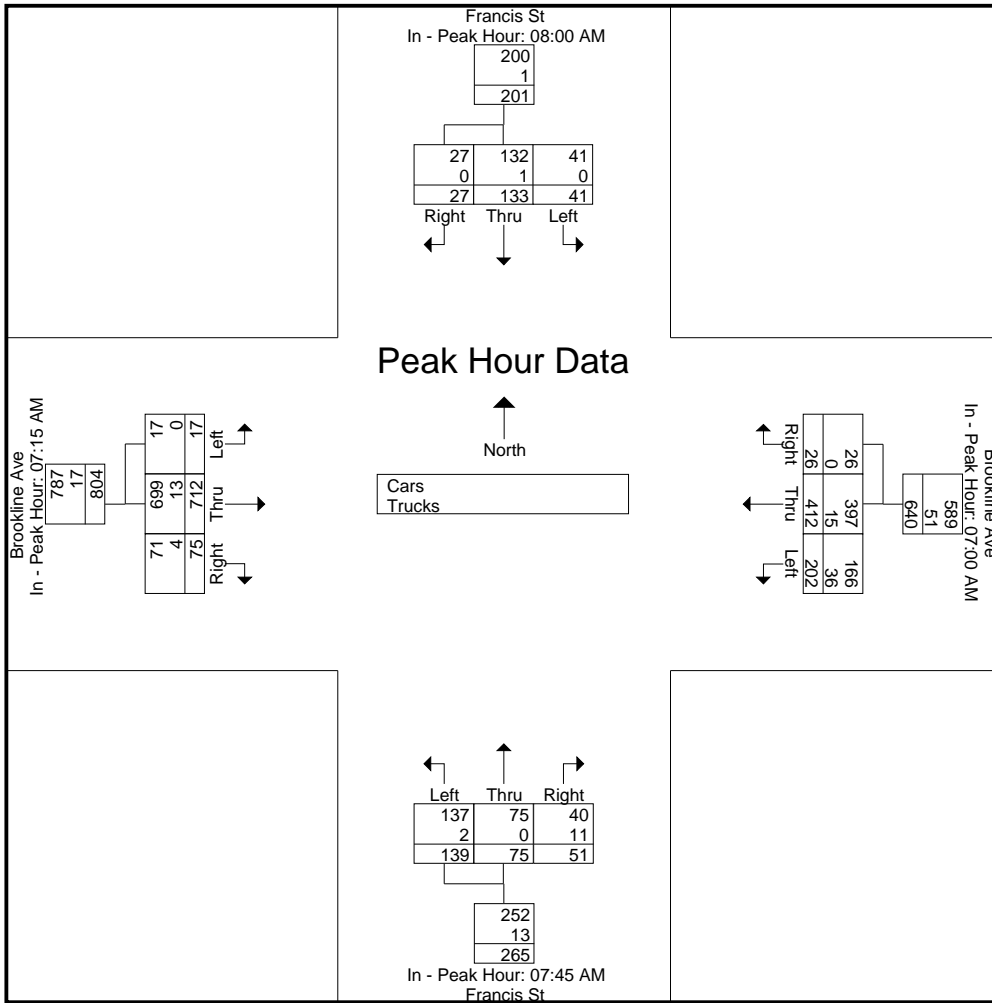 Francis St
In - Peak Hour: 08:00 AM
200
1
201
27 132 41
0 1 0
27 133 41
Right Thru Left
Peak Hour Data
North
Cars
Trucks
Brookline Ave
In - Peak Hour: 07:15 AM
787
17
804
17 699 71
0 13 4
17 712 75
Left Thru Right
Brookline Ave
In - Peak Hour: 07:00 AM
589
51
640
26 397 166
0 15 36
26 412 202
Right Thru Left
Left Thru Right
137 75 40
2 0 11
139 75 51
252
13
265
In - Peak Hour: 07:45 AM
Francis St